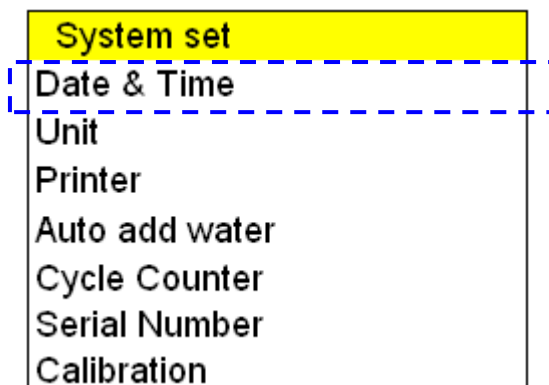 System set
Date & Time
Unit
Printer
Auto add water
Cycle Counter
Serial Number
Calibration